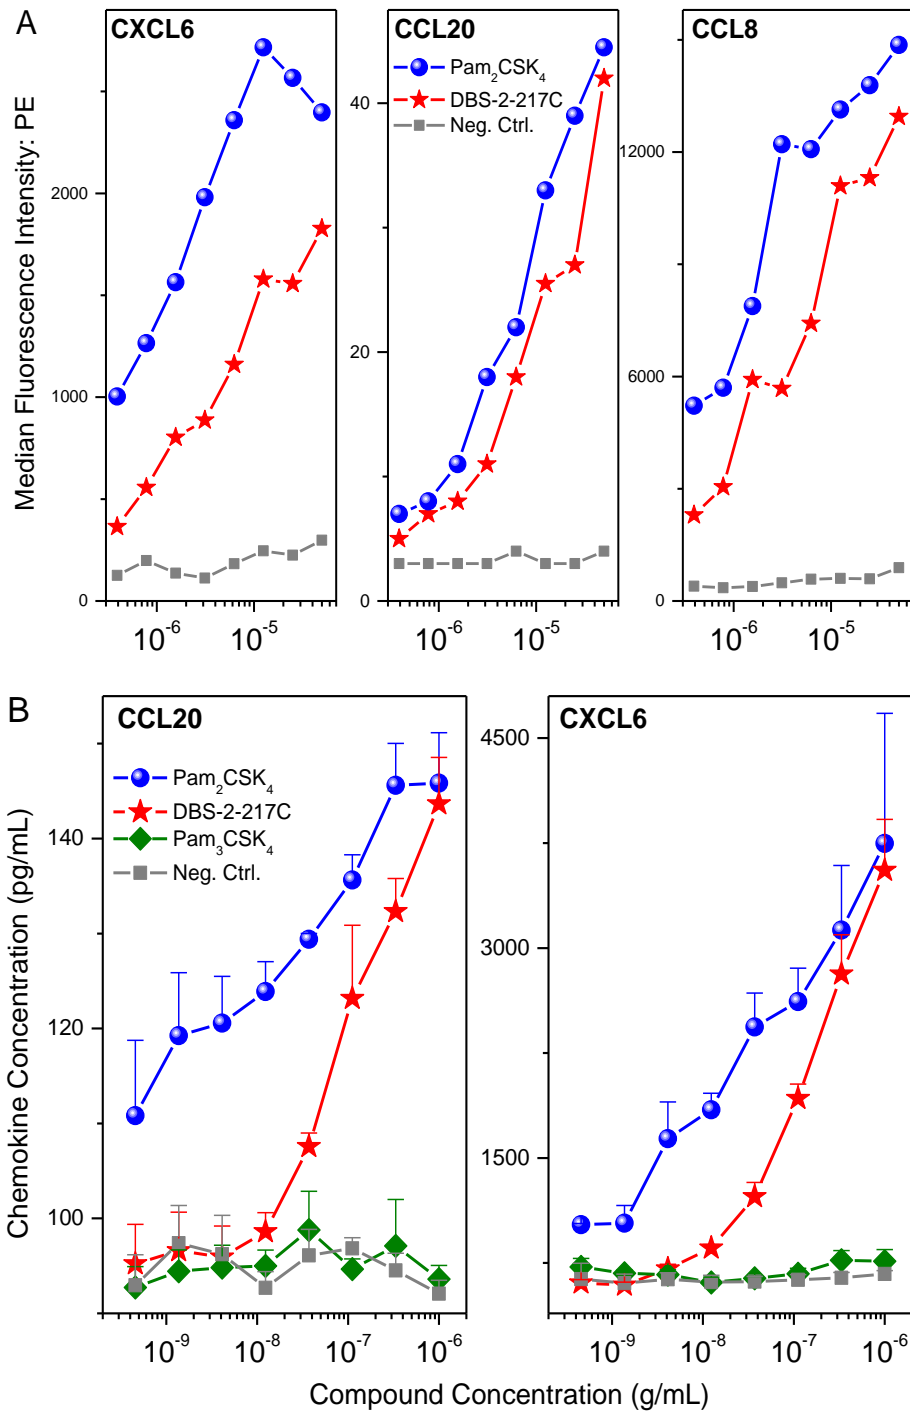 A
CXCL6
CCL20
CCL8
Pam₂CSK₄
DBS-2-217C
Neg. Ctrl.
Median Fluorescence Intensity: PE
2000
1000
0
40
20
0
12000
6000
0
10⁻⁶ 10⁻⁵
10⁻⁶ 10⁻⁵
10⁻⁶ 10⁻⁵
B
CCL20
CXCL6
Pam₂CSK₄
DBS-2-217C
Pam₃CSK₄
Neg. Ctrl.
Chemokine Concentration (pg/mL)
140
120
100
4500
3000
1500
10⁻⁹ 10⁻⁸ 10⁻⁷ 10⁻⁶
10⁻⁹ 10⁻⁸ 10⁻⁷ 10⁻⁶
Compound Concentration (g/mL)